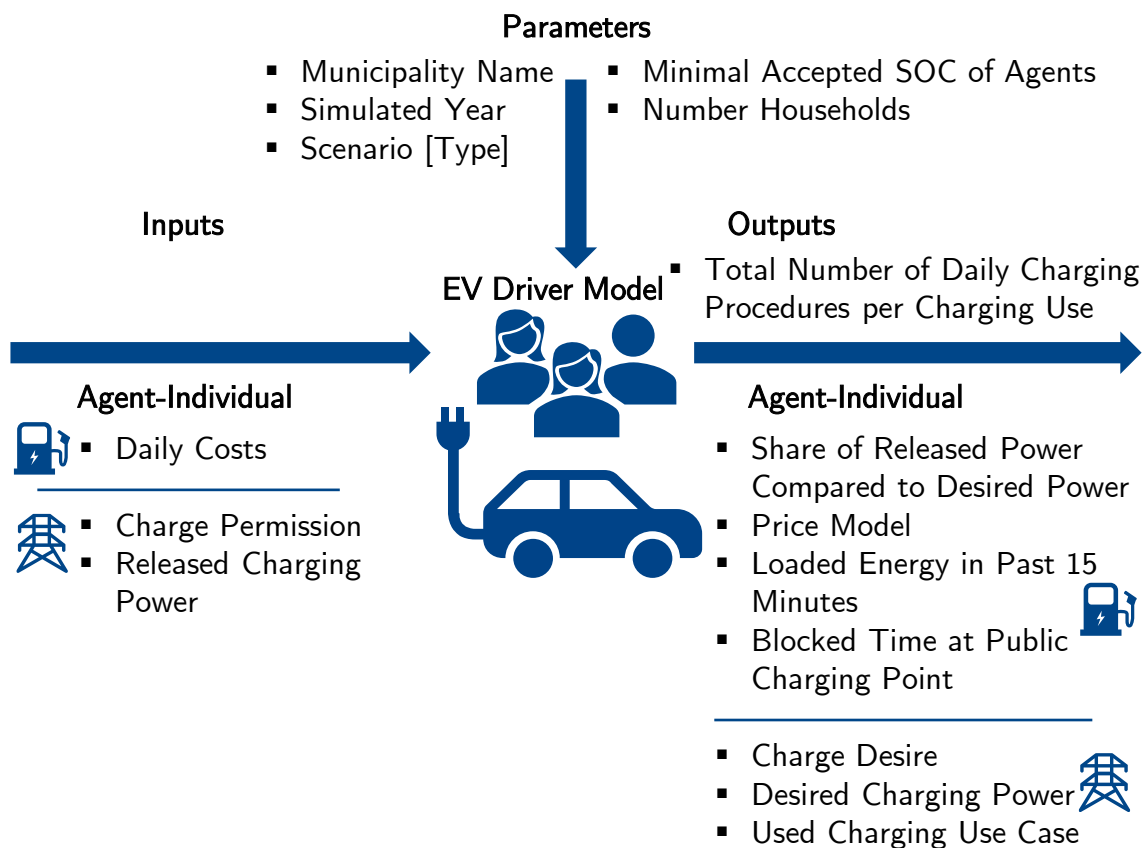 Parameters
▪ Municipality Name
▪ Simulated Year
▪ Scenario [Type]
▪ Minimal Accepted SOC of Agents
▪ Number Households
Inputs
Agent-Individual
▪ Daily Costs
▪ Charge Permission
▪ Released Charging
Power
EV Driver Model
Outputs
▪ Total Number of Daily Charging
Procedures per Charging Use
Agent-Individual
▪ Share of Released Power
Compared to Desired Power
▪ Price Model
▪ Loaded Energy in Past 15
Minutes
▪ Blocked Time at Public
Charging Point
▪ Charge Desire
▪ Desired Charging Power
▪ Used Charging Use Case